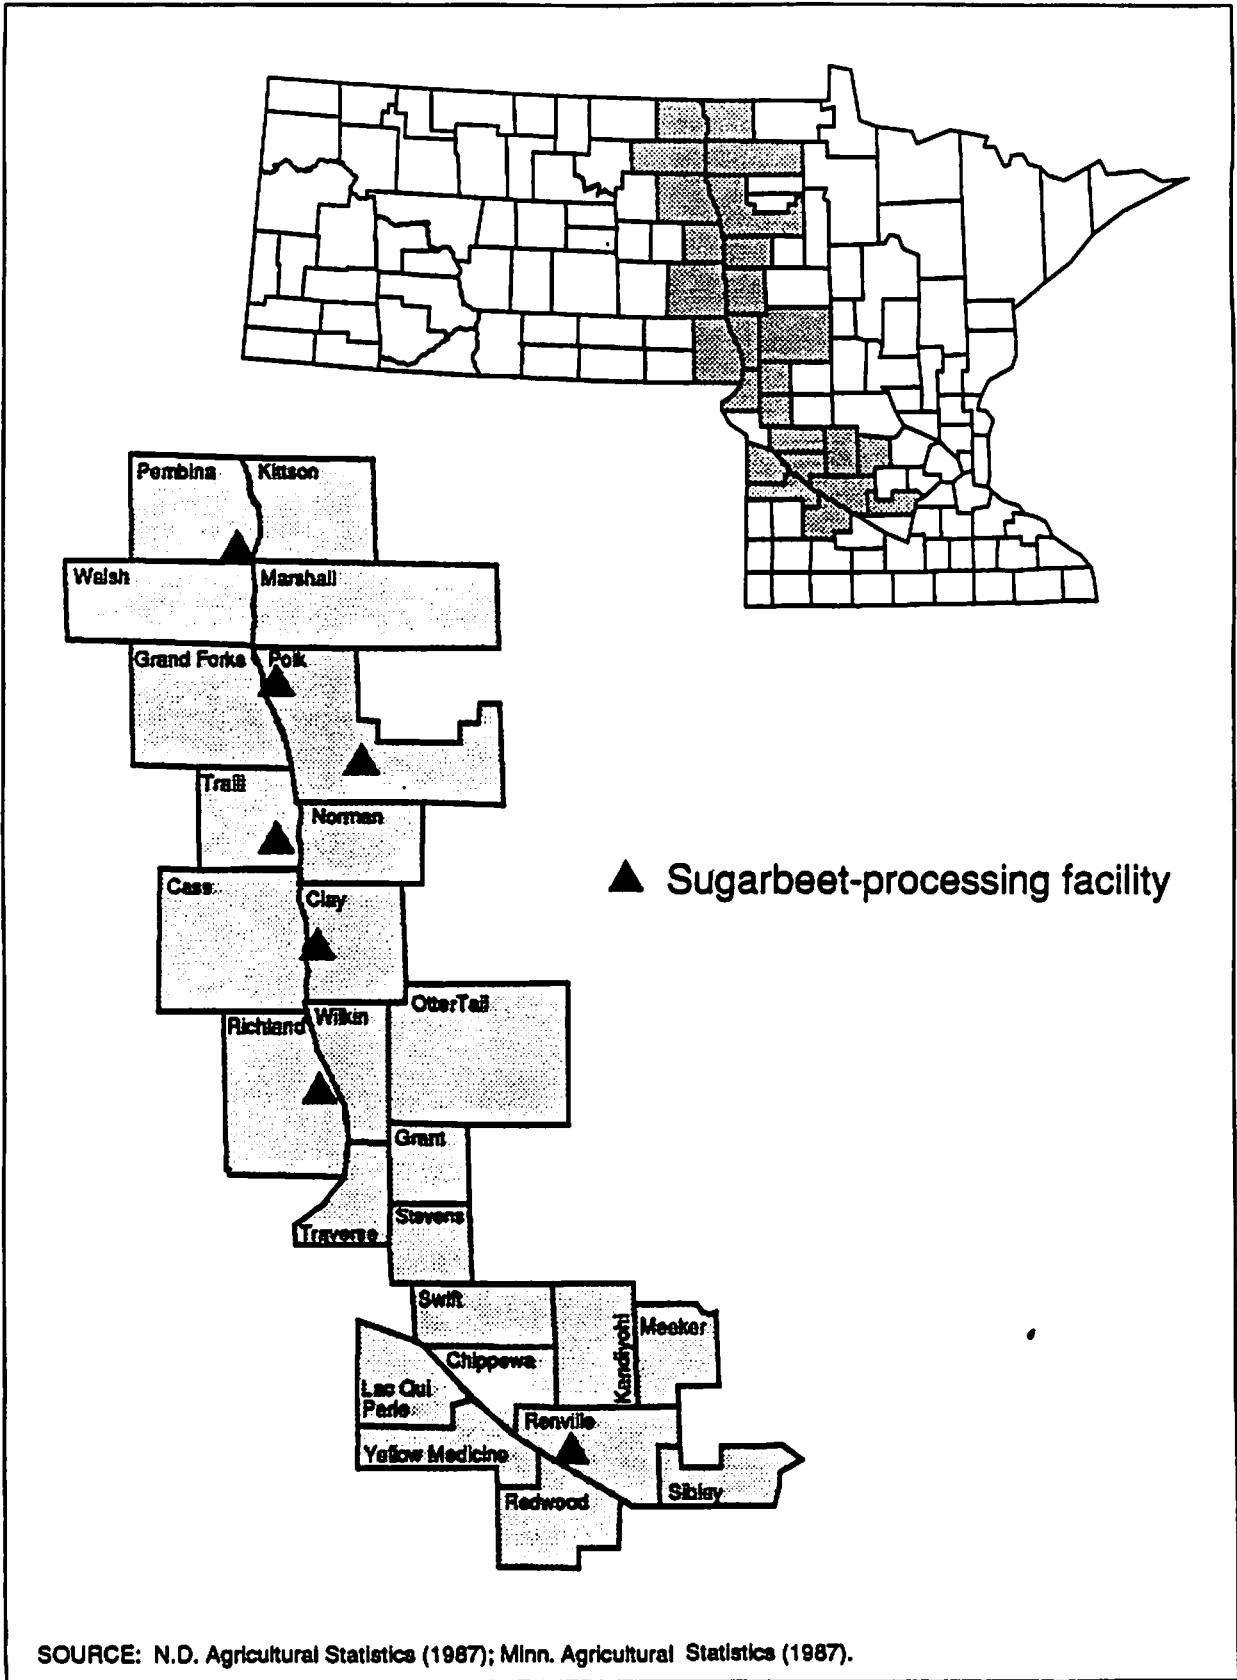 Pembina Kittson
Walsh Marshall
Grand Forks Polk
Traill
Norman
Cass
Clay
▲ Sugarbeet-processing facility
Richland Wilkin
OtterTail
Grant
Stevens
Traverse
Swift
Kandiyohi
Meeker
Chippewa
Lac Qui
Parle
Renville
Yellow Medicine
Redwood
Sibley
SOURCE: N.D. Agricultural Statistics (1987); Minn. Agricultural Statistics (1987).